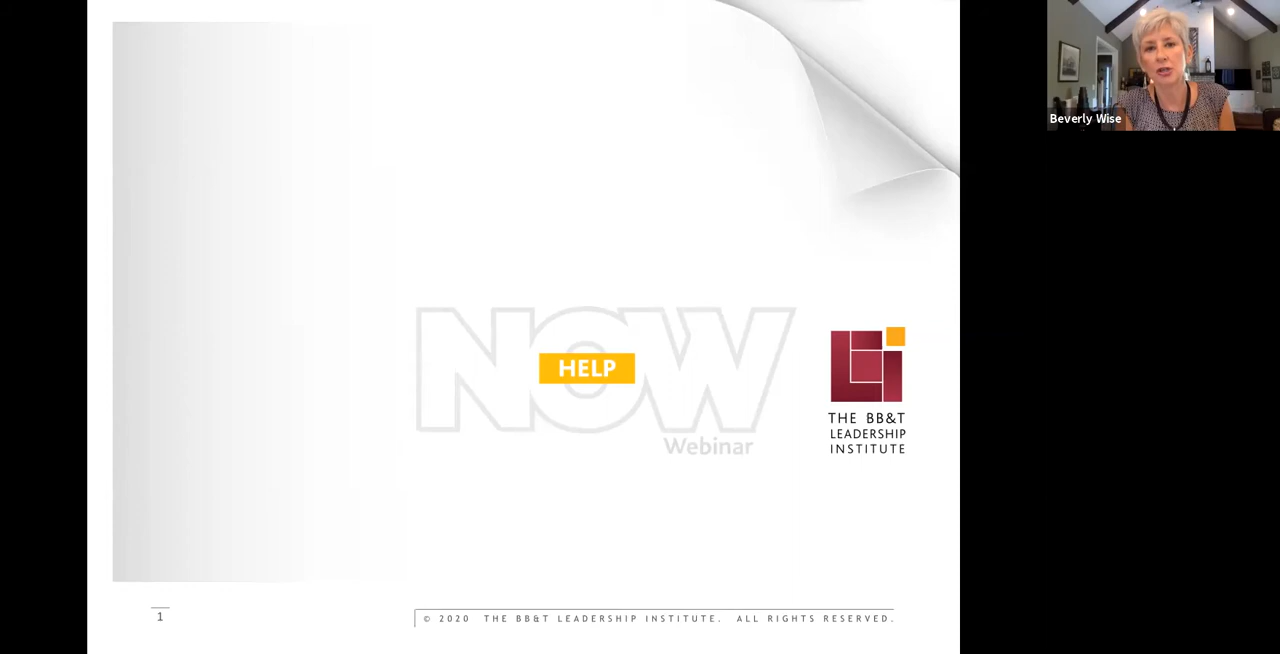 Beverly Wise
NOW
HELP
Webinar
THE BB&T
LEADERSHIP
INSTITUTE
1
© 2020 THE BB&T LEADERSHIP INSTITUTE. ALL RIGHTS RESERVED.